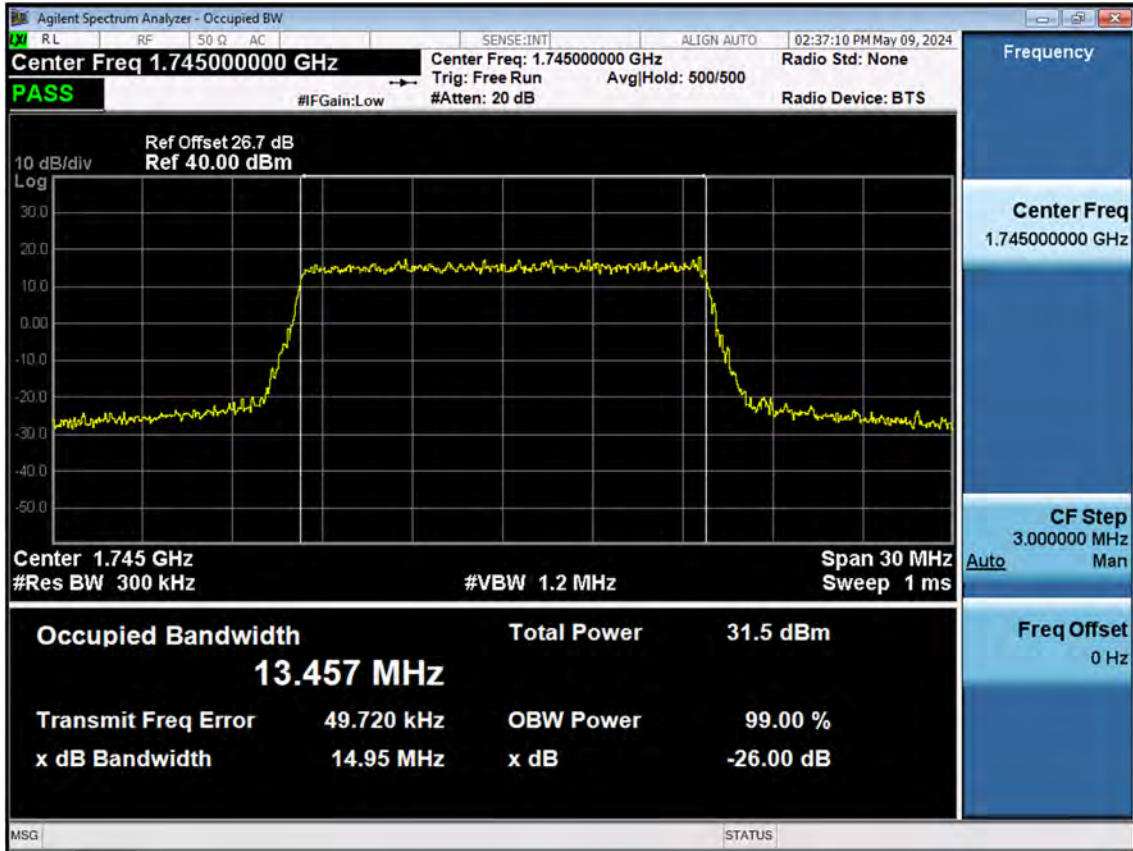 Agilent Spectrum Analyzer - Occupied BW
LXI RL RF 50 Ω AC SENSE:INT ALIGN AUTO 02:37:10 PM May 09, 2024
Center Freq 1.745000000 GHz
Center Freq: 1.745000000 GHz
Radio Std: None
Trig: Free Run Avg|Hold: 500/500
PASS
#IFGain:Low
#Atten: 20 dB
Radio Device: BTS
Ref Offset 26.7 dB
10 dB/div Ref 40.00 dBm
Log
30.0
20.0
10.0
0.00
-10.0
-20.0
-30.0
-40.0
-50.0
Center 1.745 GHz Span 30 MHz
#Res BW 300 kHz #VBW 1.2 MHz Sweep 1 ms
Occupied Bandwidth Total Power 31.5 dBm
13.457 MHz
Transmit Freq Error 49.720 kHz OBW Power 99.00 %
x dB Bandwidth 14.95 MHz x dB -26.00 dB
MSG STATUS
Frequency
Center Freq
1.745000000 GHz
CF Step
3.000000 MHz
Auto Man
Freq Offset
0 Hz